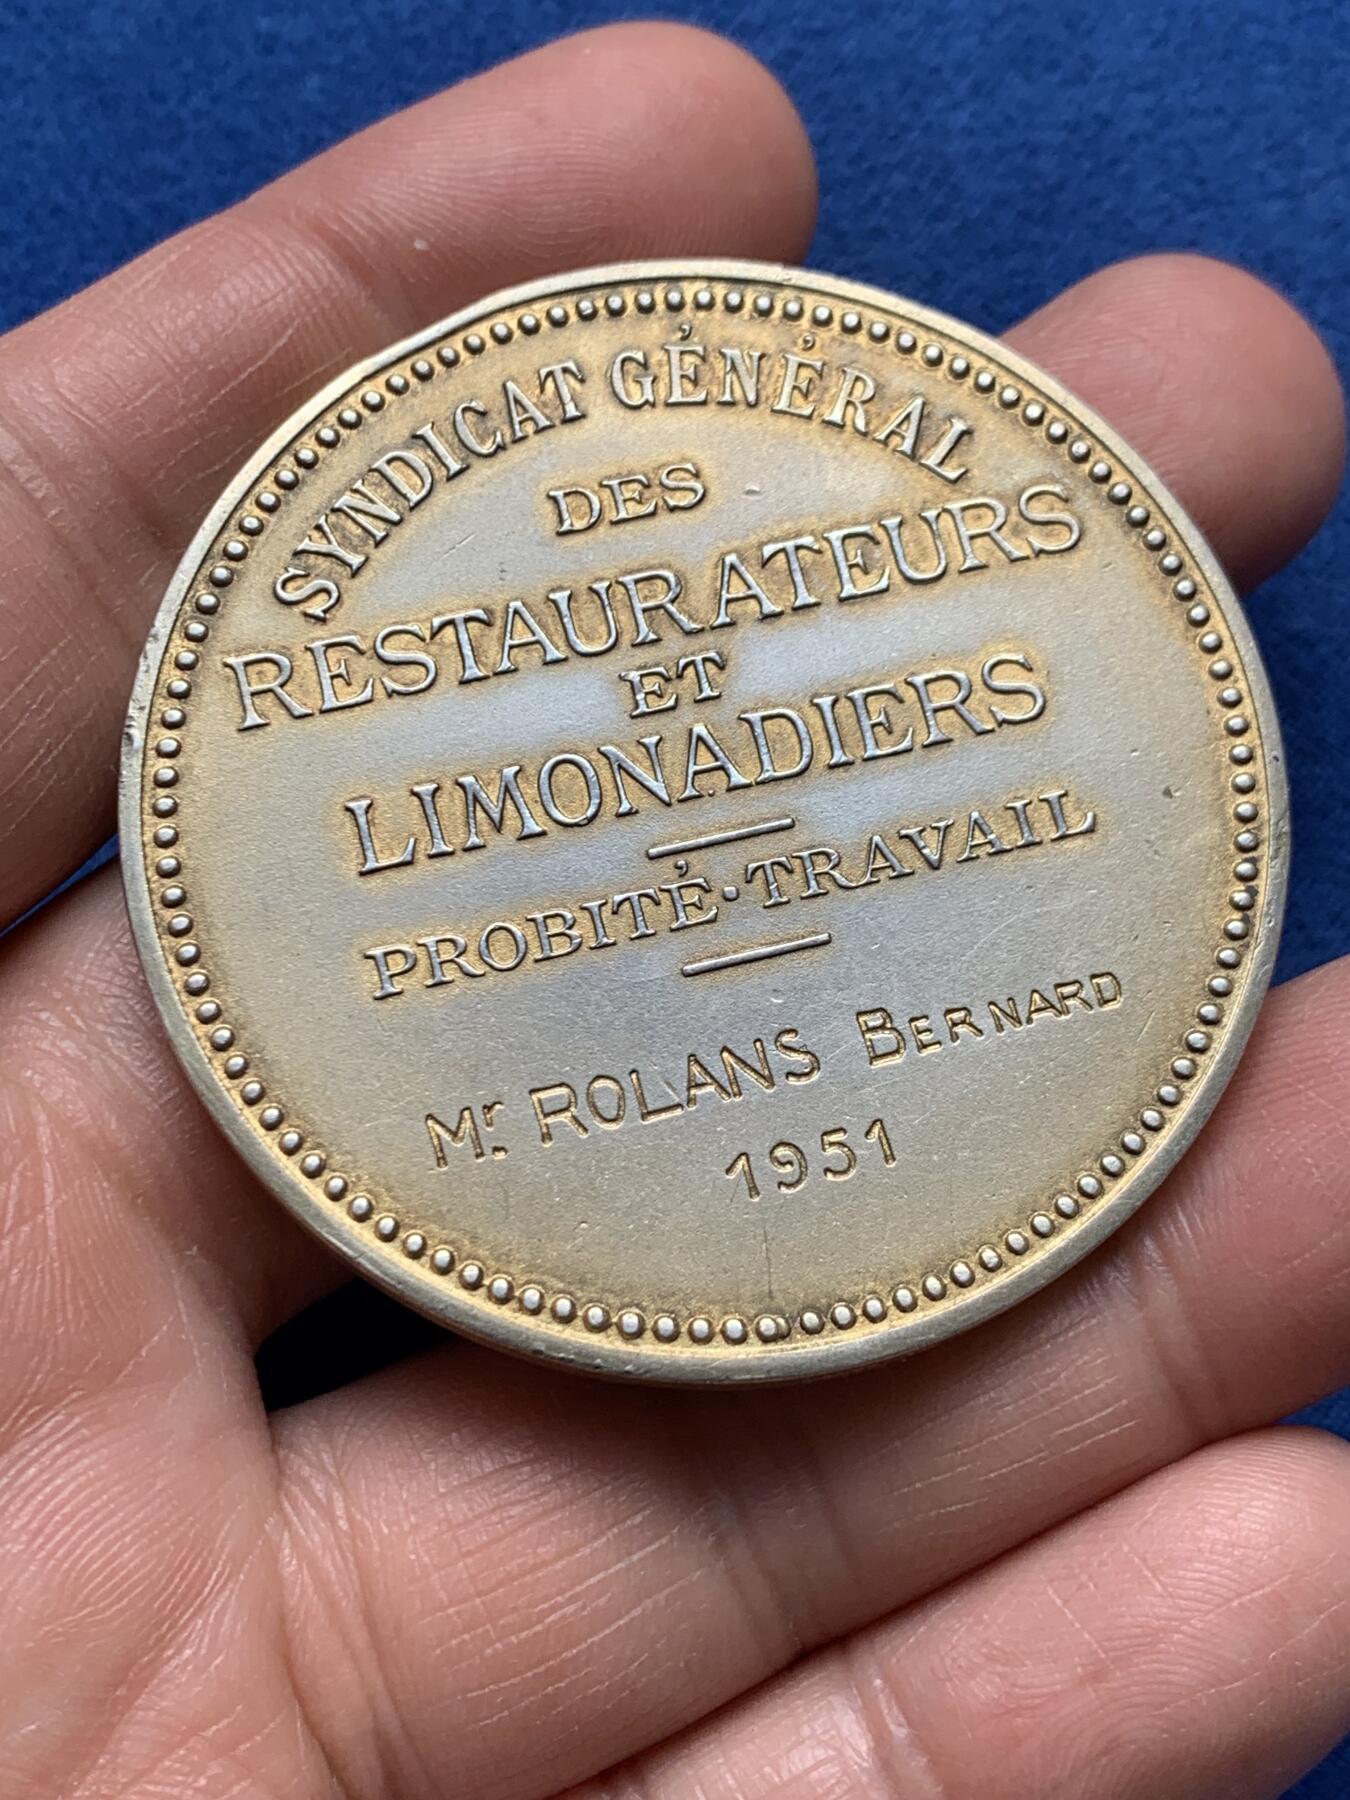 SYNDICAT GÉNÉRAL
DES
RESTAURATEURS
ET
LIMONADIERS
PROBITÉ·TRAVAIL
Mr. ROLANS BERNARD
1951